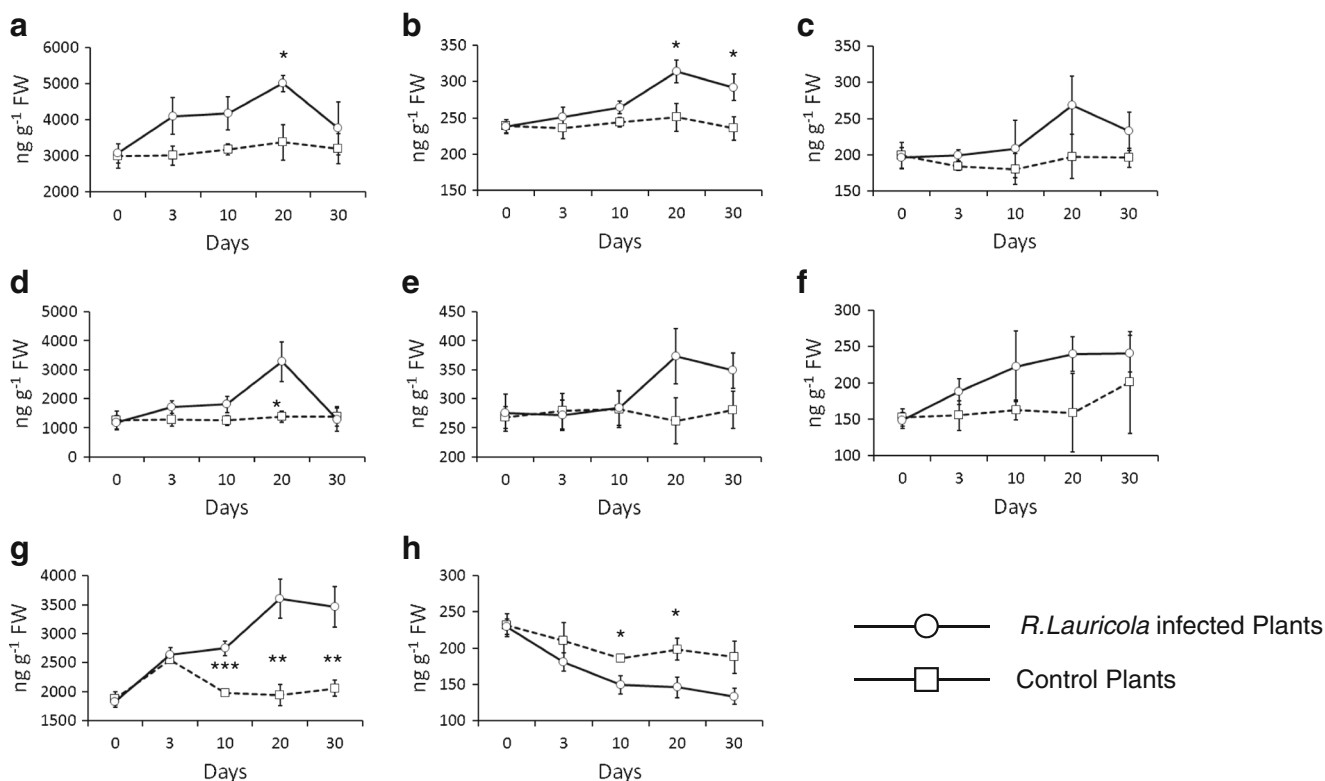 a
6000
5000
4000
3000
2000
ng g⁻¹ FW
*
0 3 10 20 30
Days
b
350
300
250
200
150
ng g⁻¹ FW
* *
0 3 10 20 30
Days
c
350
300
250
200
150
ng g⁻¹ FW
0 3 10 20 30
Days
d
5000
4000
3000
2000
1000
0
ng g⁻¹ FW
*
0 3 10 20 30
Days
e
450
400
350
300
250
200
ng g⁻¹ FW
0 3 10 20 30
Days
f
300
250
200
150
100
ng g⁻¹ FW
0 3 10 20 30
Days
g
4000
3500
3000
2500
2000
1500
ng g⁻¹ FW
*** ** **
0 3 10 20 30
Days
h
300
250
200
150
100
ng g⁻¹ FW
* *
0 3 10 20 30
Days
R.Lauricola infected Plants
Control Plants